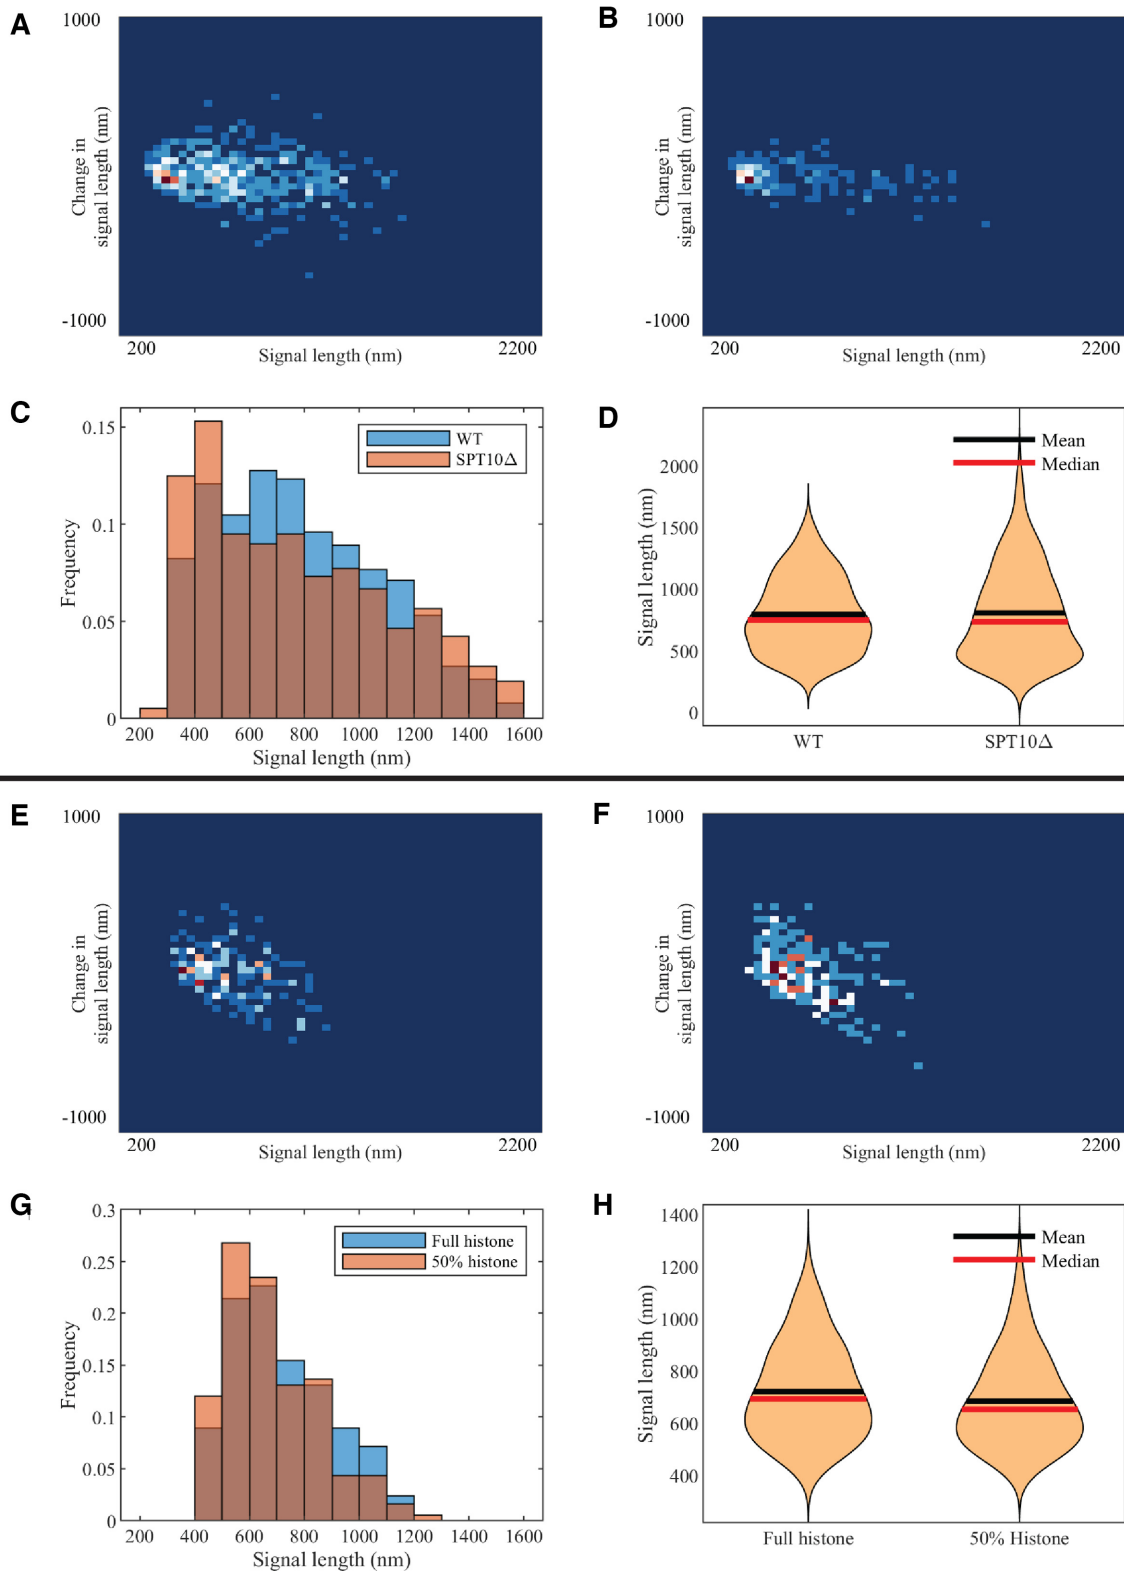 A
1000
Change in
signal length (nm)
-1000
200
Signal length (nm)
2200
B
1000
Change in
signal length (nm)
-1000
200
Signal length (nm)
2200
C
0.15
0.1
0.05
0
Frequency
WT
SPT10Δ
200 400 600 800 1000 1200 1400 1600
Signal length (nm)
D
2000
1500
1000
500
0
Signal length (nm)
Mean
Median
WT SPT10Δ
E
1000
Change in
signal length (nm)
-1000
200
Signal length (nm)
2200
F
1000
Change in
signal length (nm)
-1000
200
Signal length (nm)
2200
G
0.3
0.25
0.2
0.15
0.1
0.05
0
Frequency
Full histone
50% histone
200 400 600 800 1000 1200 1400 1600
Signal length (nm)
H
1400
1200
1000
800
600
400
Signal length (nm)
Mean
Median
Full histone 50% Histone